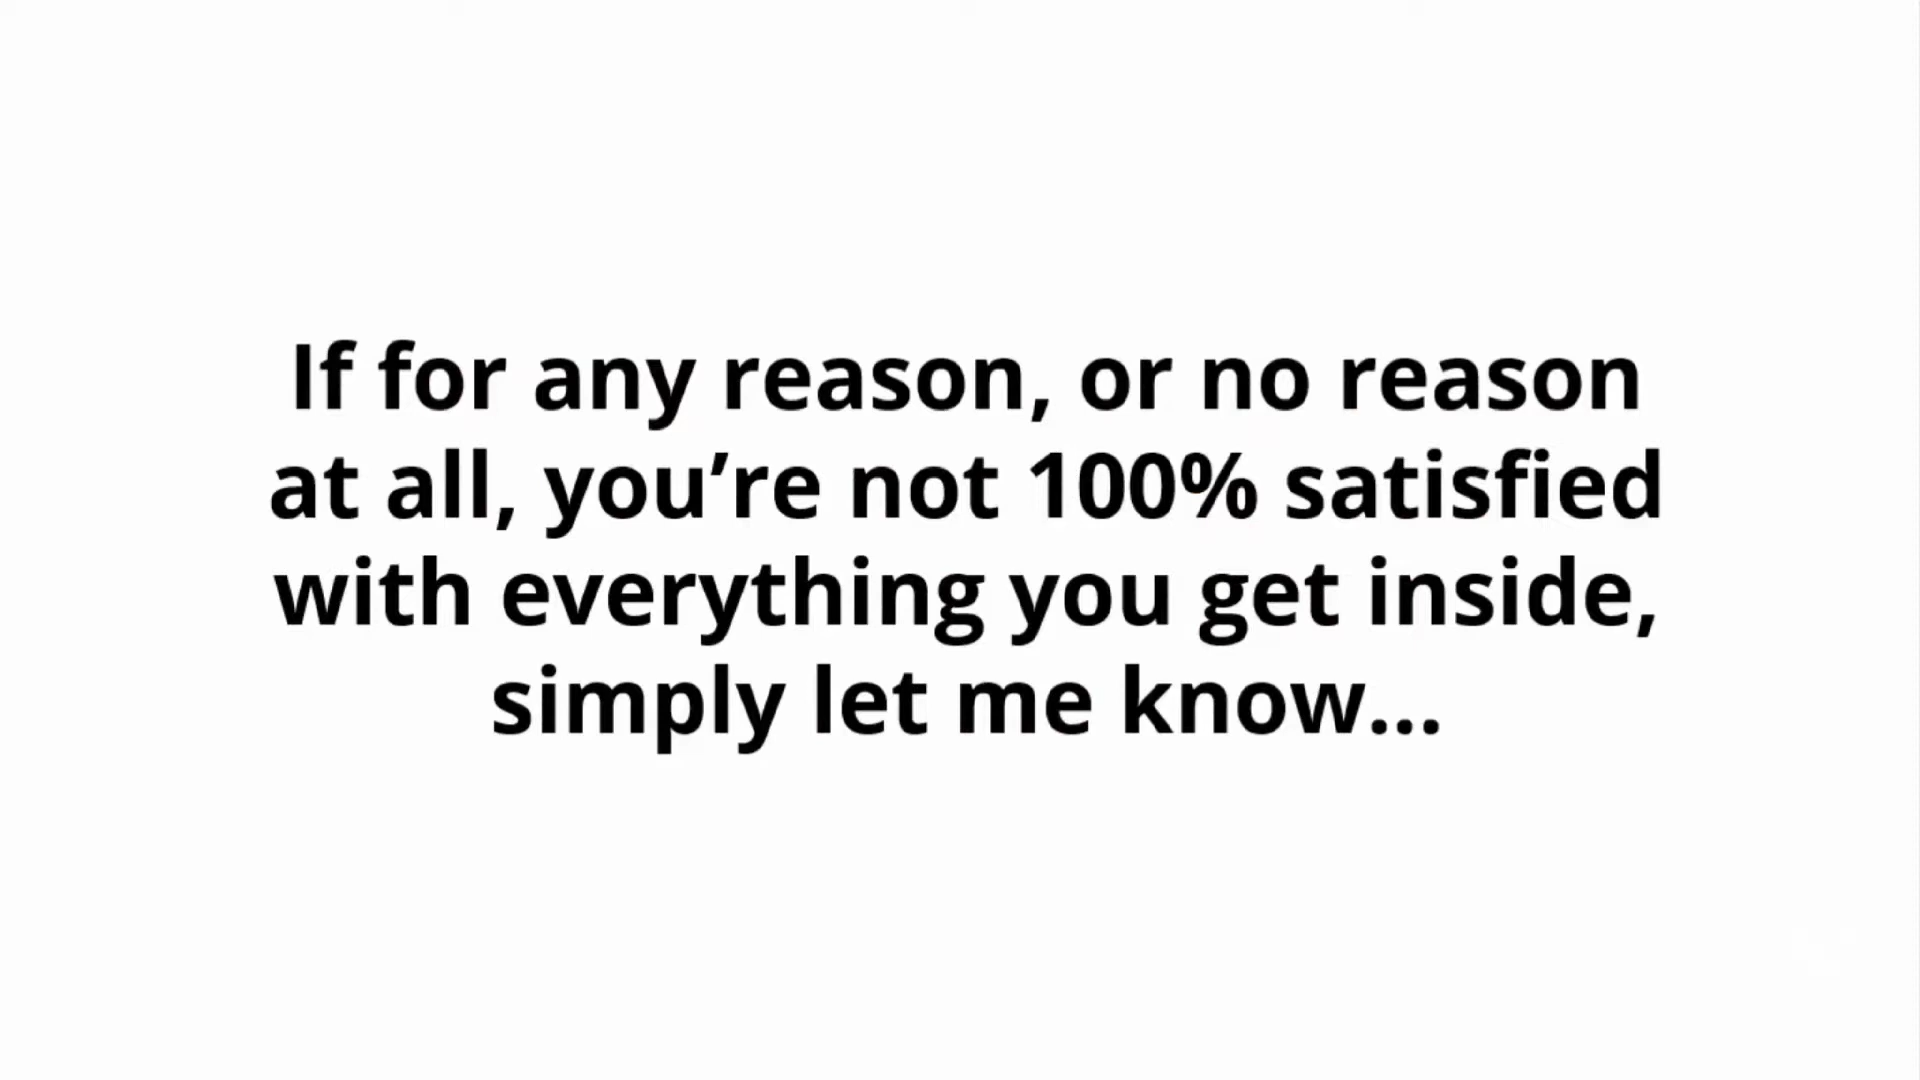 If for any reason, or no reason
at all, you’re not 100% satisfied
with everything you get inside,
simply let me know...